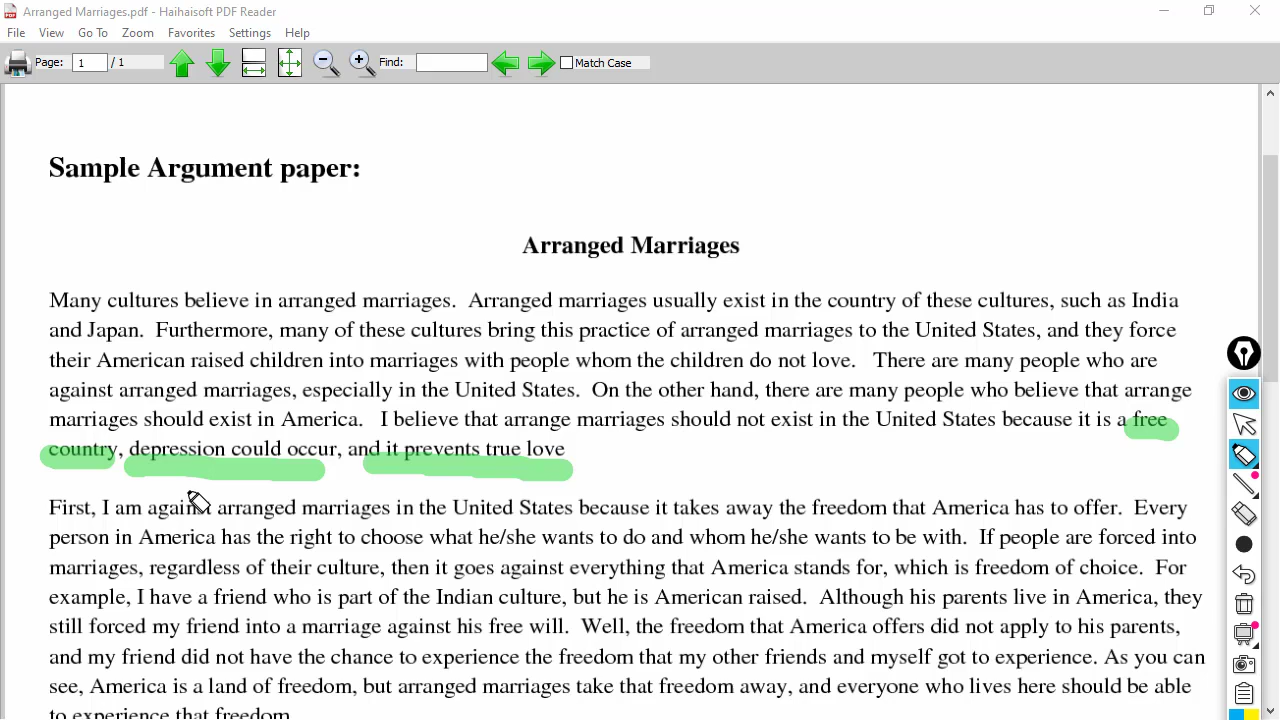 Arranged Marriages.pdf - Haihaisoft PDF Reader
File View Go To Zoom Favorites Settings Help
Page: 1 / 1 Find: Match Case
Sample Argument paper:
Arranged Marriages
Many cultures believe in arranged marriages. Arranged marriages usually exist in the country of these cultures, such as India
and Japan. Furthermore, many of these cultures bring this practice of arranged marriages to the United States, and they force
their American raised children into marriages with people whom the children do not love. There are many people who are
against arranged marriages, especially in the United States. On the other hand, there are many people who believe that arrange
marriages should exist in America. I believe that arrange marriages should not exist in the United States because it is a free
country, depression could occur, and it prevents true love
First, I am against arranged marriages in the United States because it takes away the freedom that America has to offer. Every
person in America has the right to choose what he/she wants to do and whom he/she wants to be with. If people are forced into
marriages, regardless of their culture, then it goes against everything that America stands for, which is freedom of choice. For
example, I have a friend who is part of the Indian culture, but he is American raised. Although his parents live in America, they
still forced my friend into a marriage against his free will. Well, the freedom that America offers did not apply to his parents,
and my friend did not have the chance to experience the freedom that my other friends and myself got to experience. As you can
see, America is a land of freedom, but arranged marriages take that freedom away, and everyone who lives here should be able
to experience that freedom.